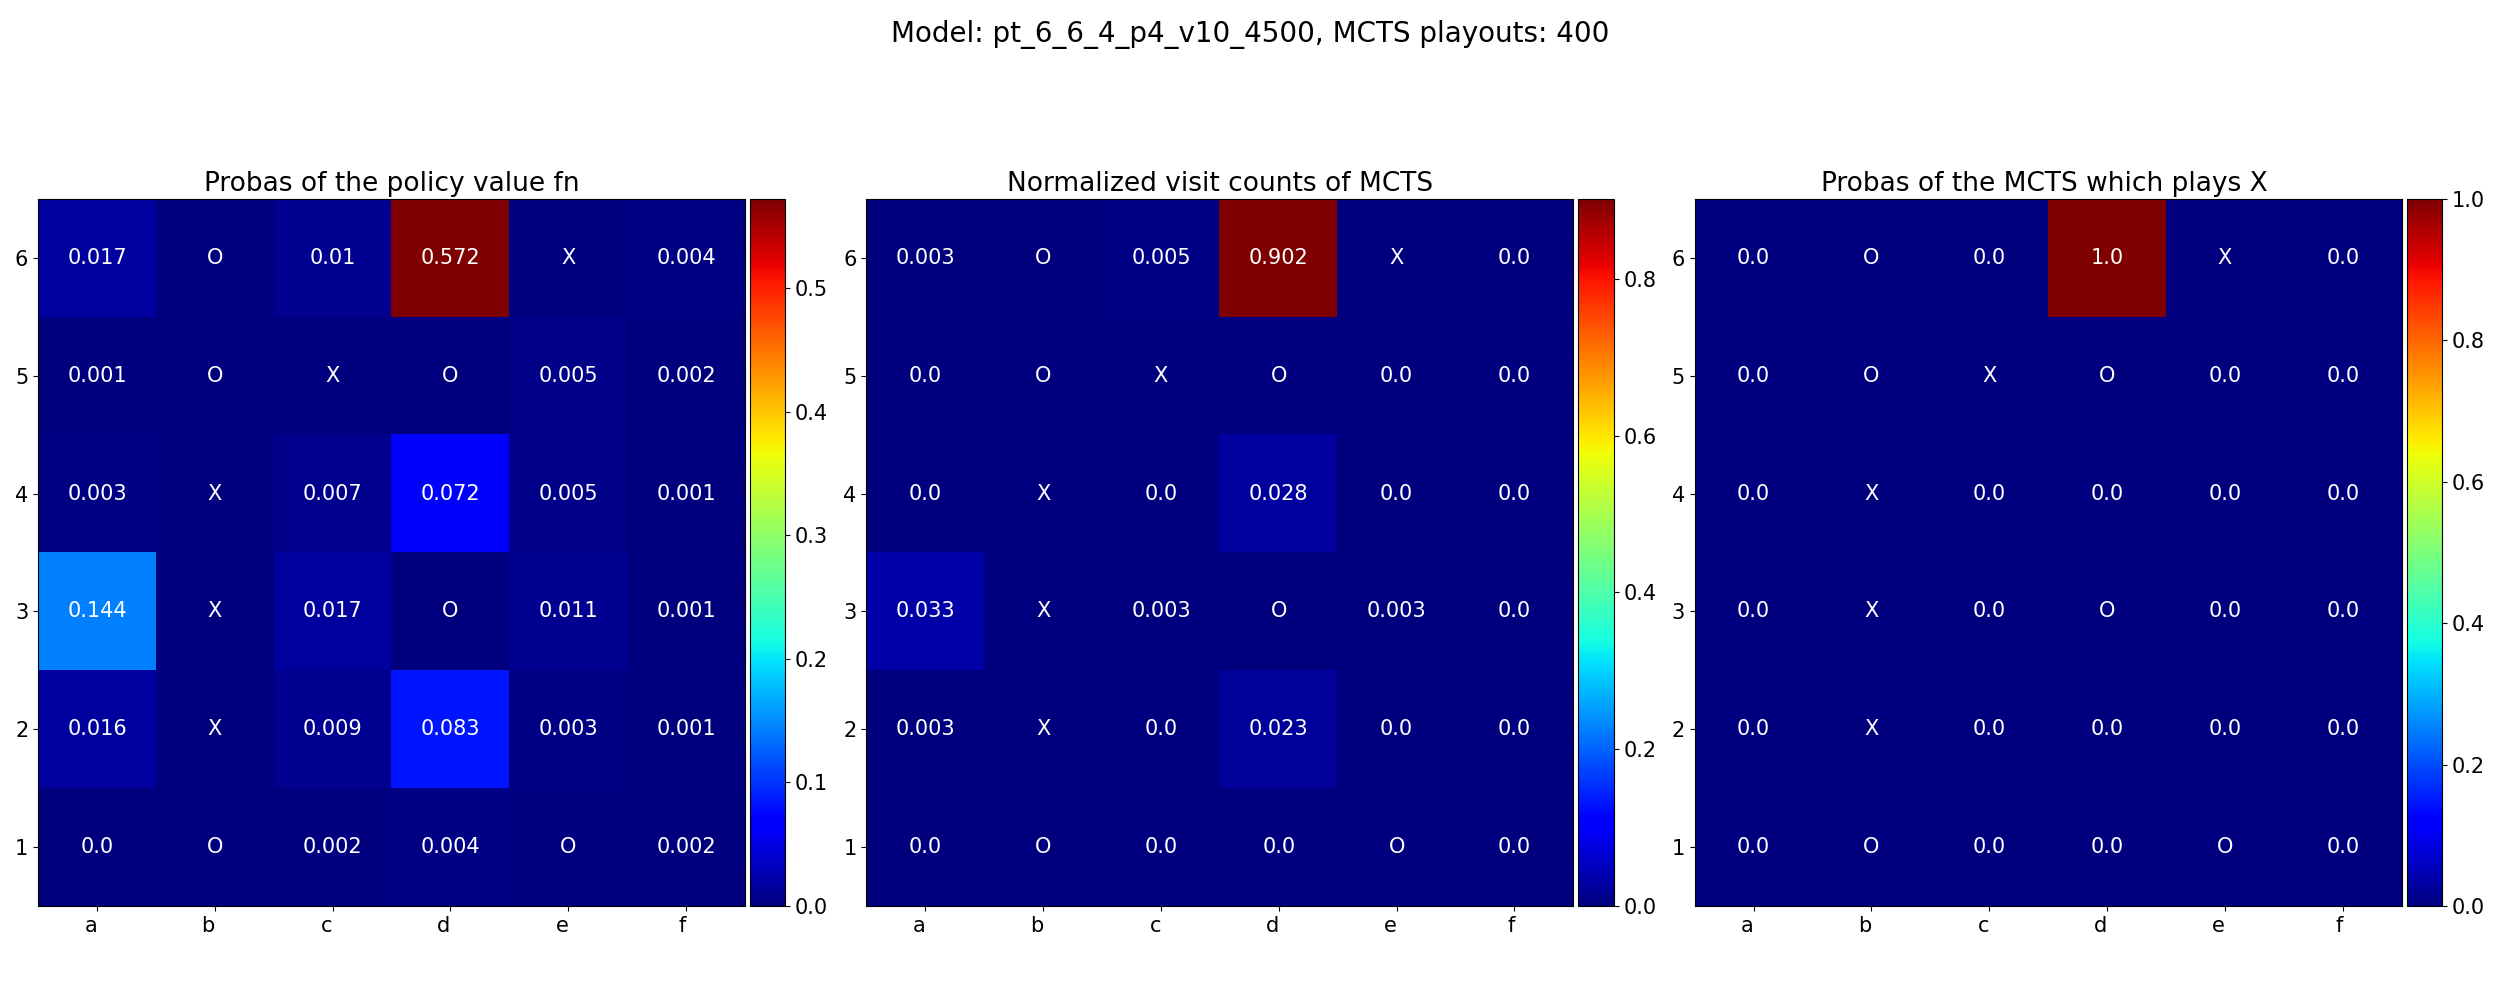 Model: pt_6_6_4_p4_v10_4500, MCTS playouts: 400
Probas of the policy value fn
6 0.017 O 0.01 0.572 X 0.004
5 0.001 O X O 0.005 0.002
4 0.003 X 0.007 0.072 0.005 0.001
3 0.144 X 0.017 O 0.011 0.001
2 0.016 X 0.009 0.083 0.003 0.001
1 0.0 O 0.002 0.004 O 0.002
a b c d e f
0.5
0.4
0.3
0.2
0.1
0.0
Normalized visit counts of MCTS
6 0.003 O 0.005 0.902 X 0.0
5 0.0 O X O 0.0 0.0
4 0.0 X 0.0 0.028 0.0 0.0
3 0.033 X 0.003 O 0.003 0.0
2 0.003 X 0.0 0.023 0.0 0.0
1 0.0 O 0.0 0.0 O 0.0
a b c d e f
0.8
0.6
0.4
0.2
0.0
Probas of the MCTS which plays X
6 0.0 O 0.0 1.0 X 0.0
5 0.0 O X O 0.0 0.0
4 0.0 X 0.0 0.0 0.0 0.0
3 0.0 X 0.0 O 0.0 0.0
2 0.0 X 0.0 0.0 0.0 0.0
1 0.0 O 0.0 0.0 O 0.0
a b c d e f
1.0
0.8
0.6
0.4
0.2
0.0